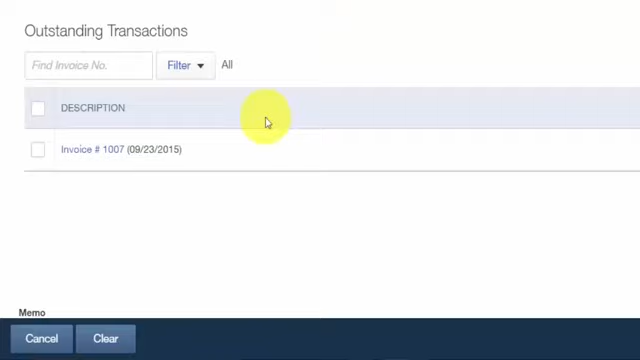 Outstanding Transactions
Find Invoice No. Filter All
DESCRIPTION
Invoice # 1007 (09/23/2015)
Memo
Cancel Clear